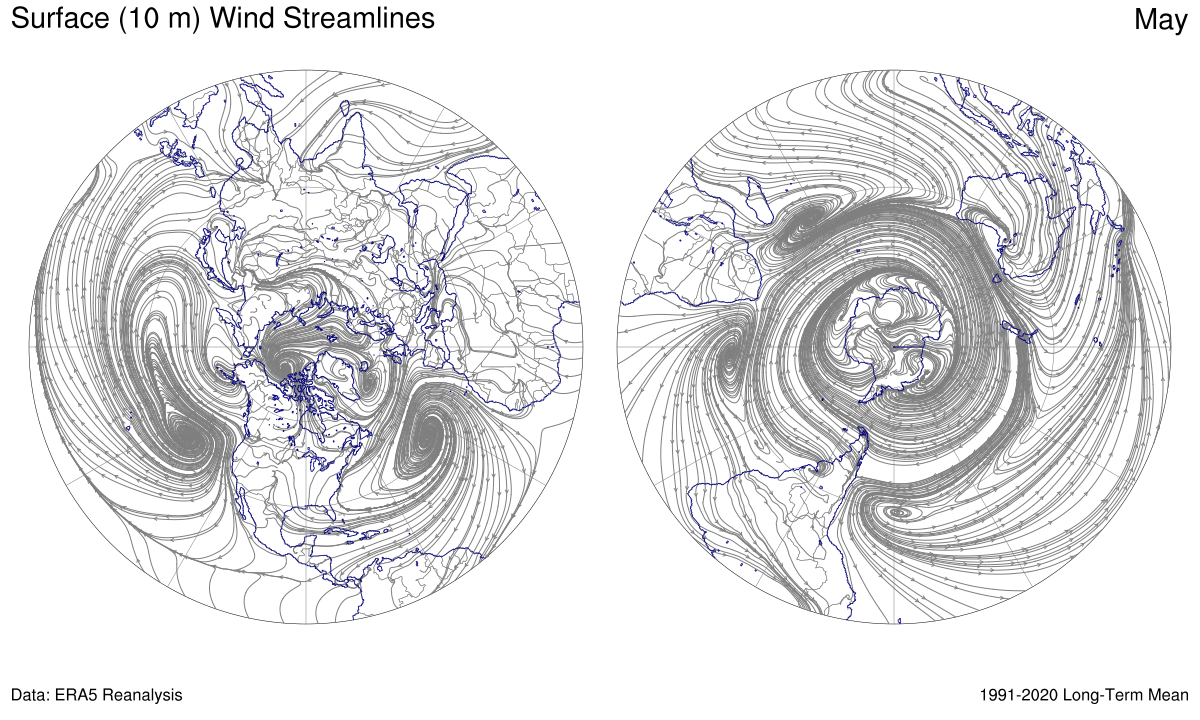 Surface (10 m) Wind Streamlines
May
Data: ERA5 Reanalysis
1991-2020 Long-Term Mean